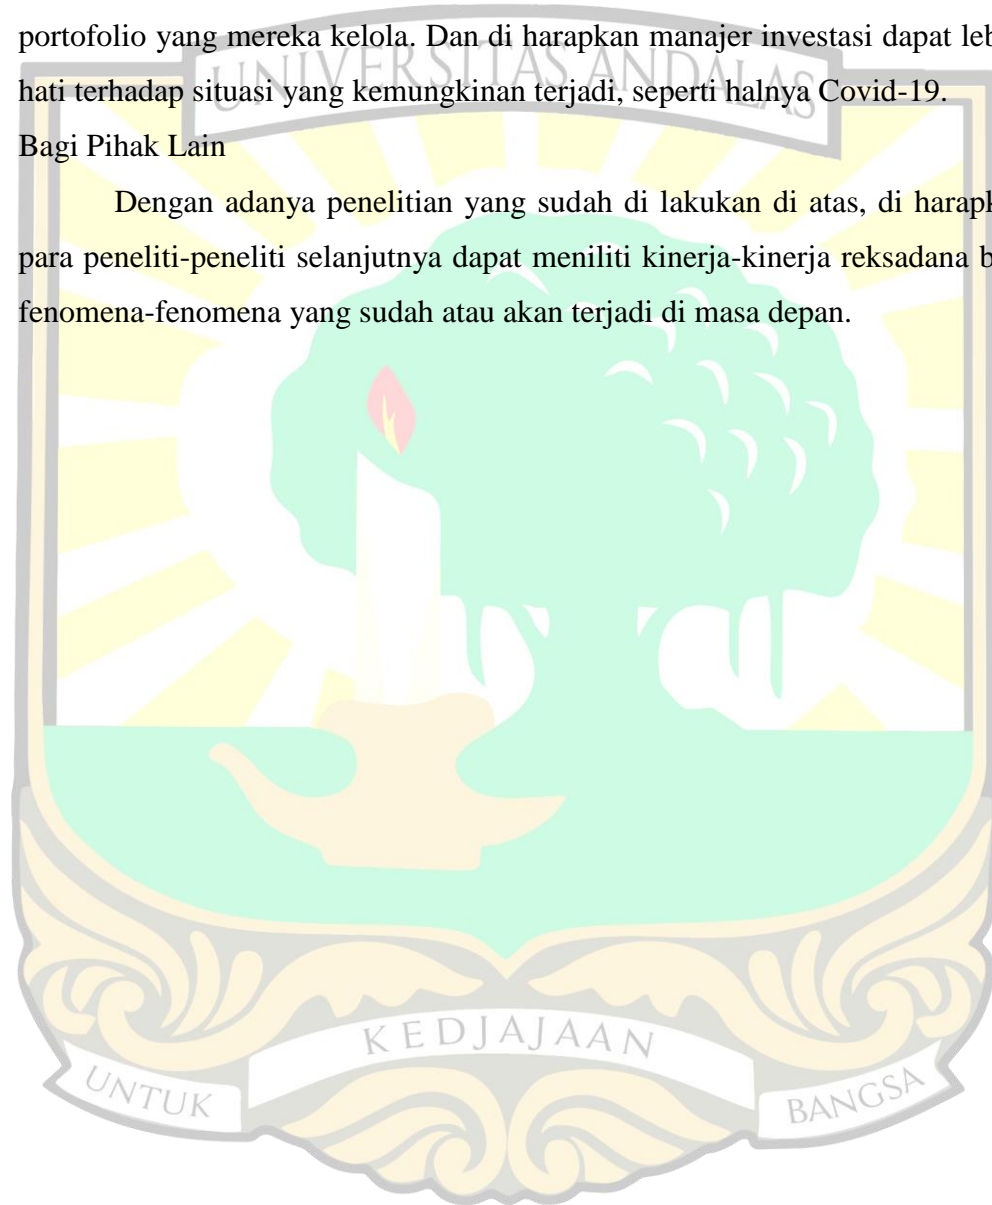 portofolio yang mereka kelola. Dan di harapkan manajer investasi dapat
hati terhadap situasi yang kemungkinan terjadi, seperti halnya Covid-19.
UNIVERSITAS ANDALAS
Bagi Pihak Lain
Dengan adanya penelitian yang sudah di lakukan di atas, di
para peneliti-peneliti selanjutnya dapat meniliti kinerja-kinerja reksadana
fenomena-fenomena yang sudah atau akan terjadi di masa depan.
KEDJAJAAN
UNTUK
BANGSA